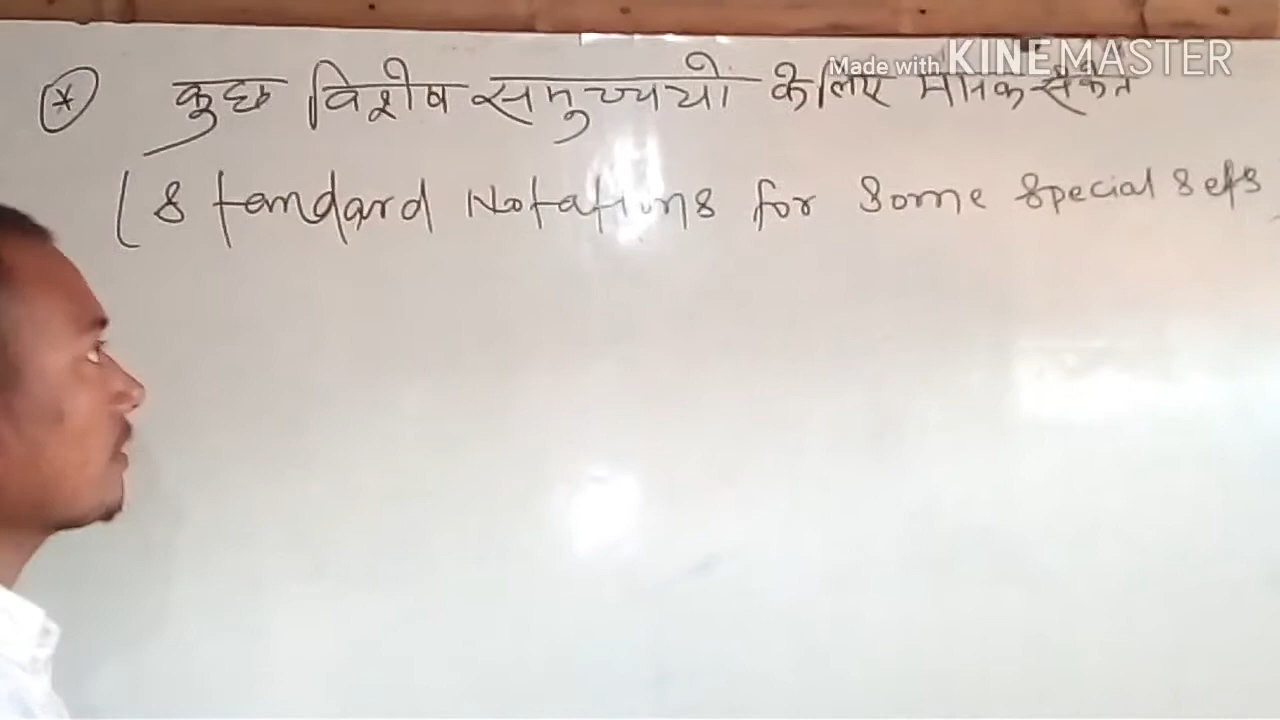 Made with KINEMASTER
* कुछ विशेष समुच्चयों के लिए मानक संकेत
(Standard Notations for Some Special Sets